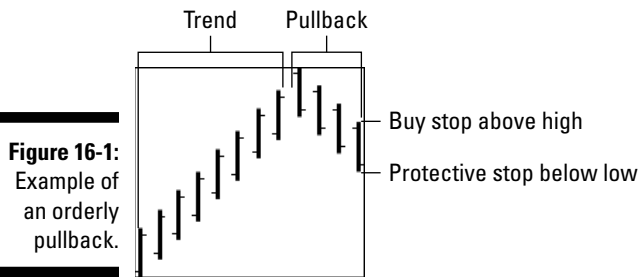 Trend Pullback
Buy stop above high
Protective stop below low
Figure 16-1:
Example of
an orderly
pullback.